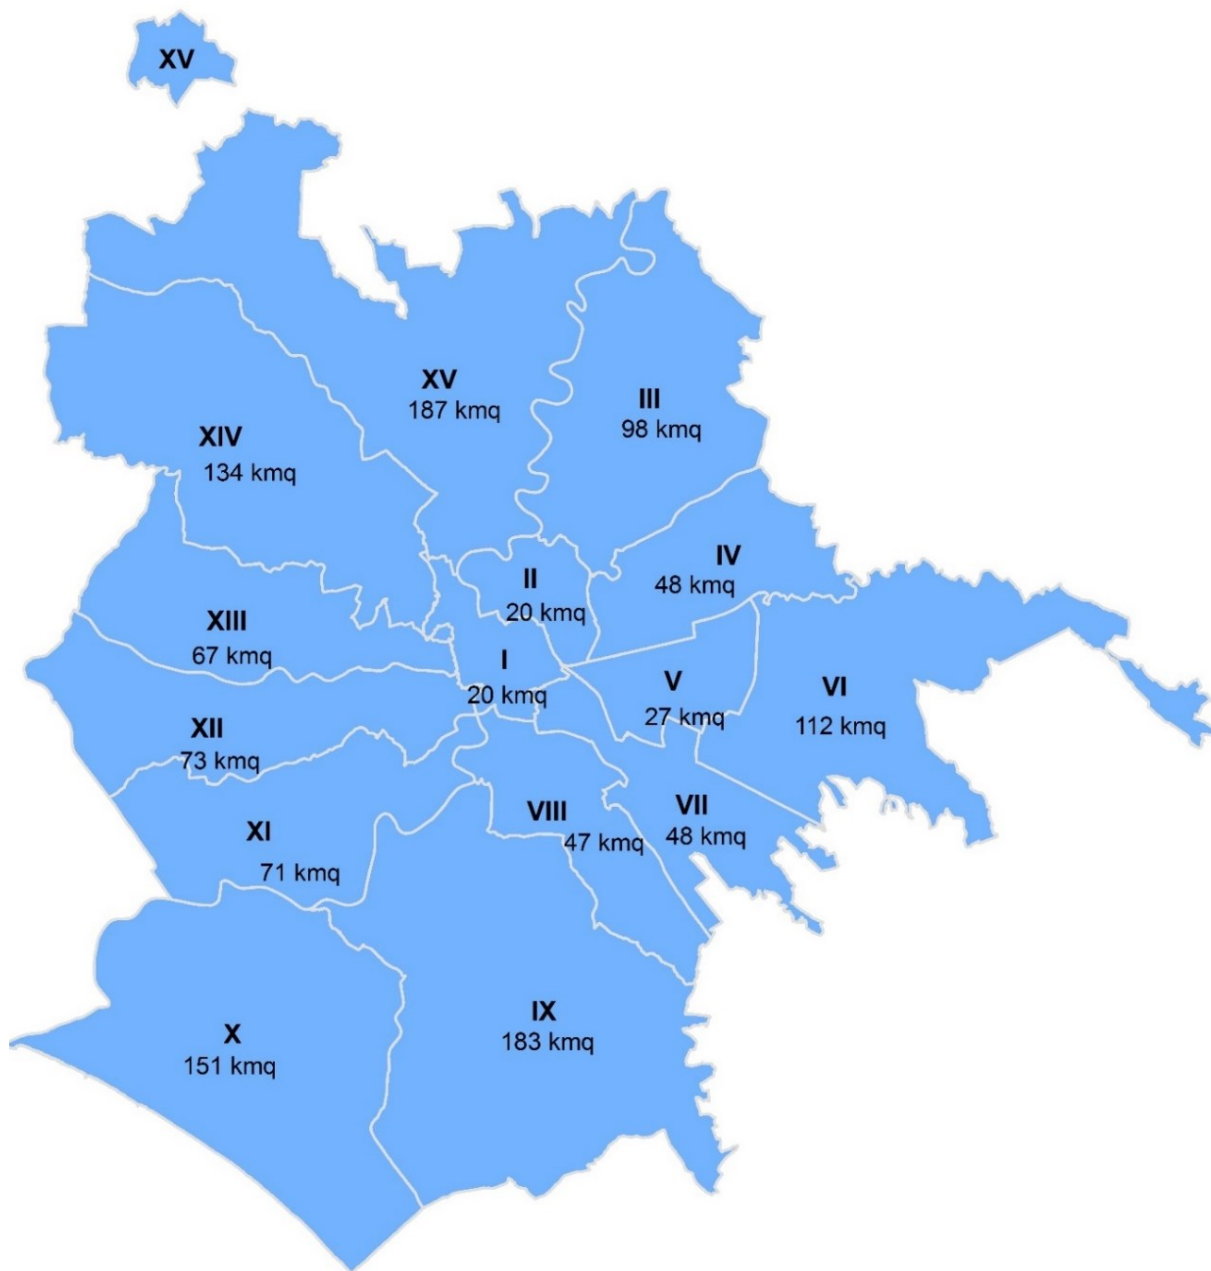 XV
XV
187 kmq
III
98 kmq
XIV
134 kmq
IV
48 kmq
II
20 kmq
XIII
67 kmq
I
20 kmq
V
27 kmq
VI
112 kmq
XII
73 kmq
XI
71 kmq
VIII
47 kmq
VII
48 kmq
X
151 kmq
IX
183 kmq